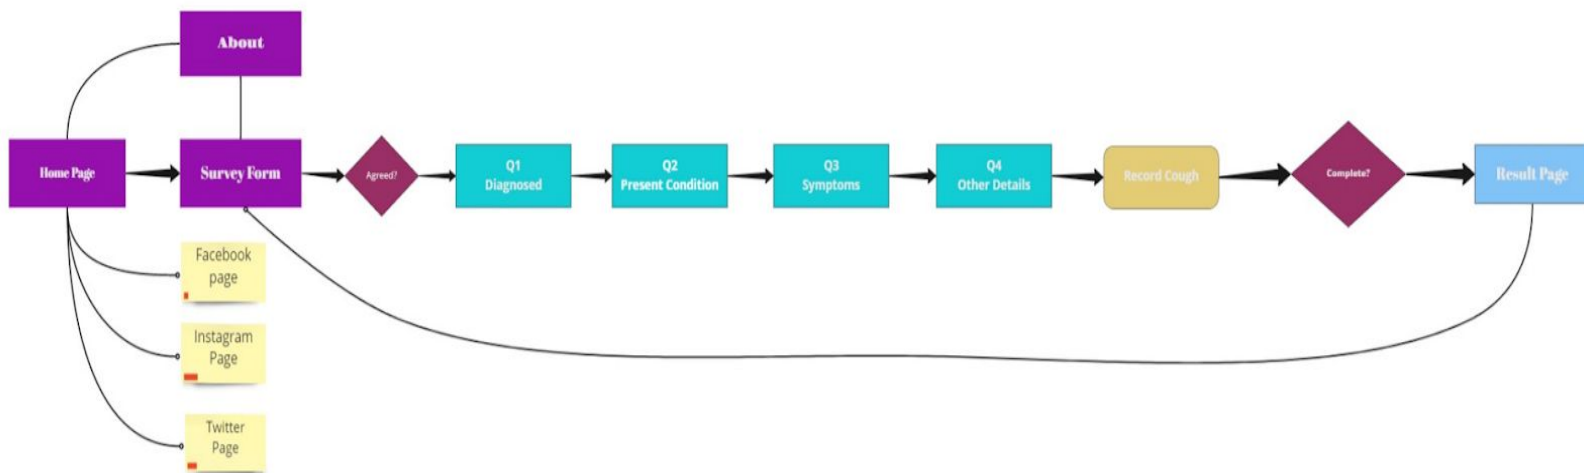 About
Home Page
Survey Form
Agreed?
Q1
Diagnosed
Q2
Present Condition
Q3
Symptoms
Q4
Other Details
Record Cough
Complete?
Result Page
Facebook
page
Instagram
Page
Twitter
Page